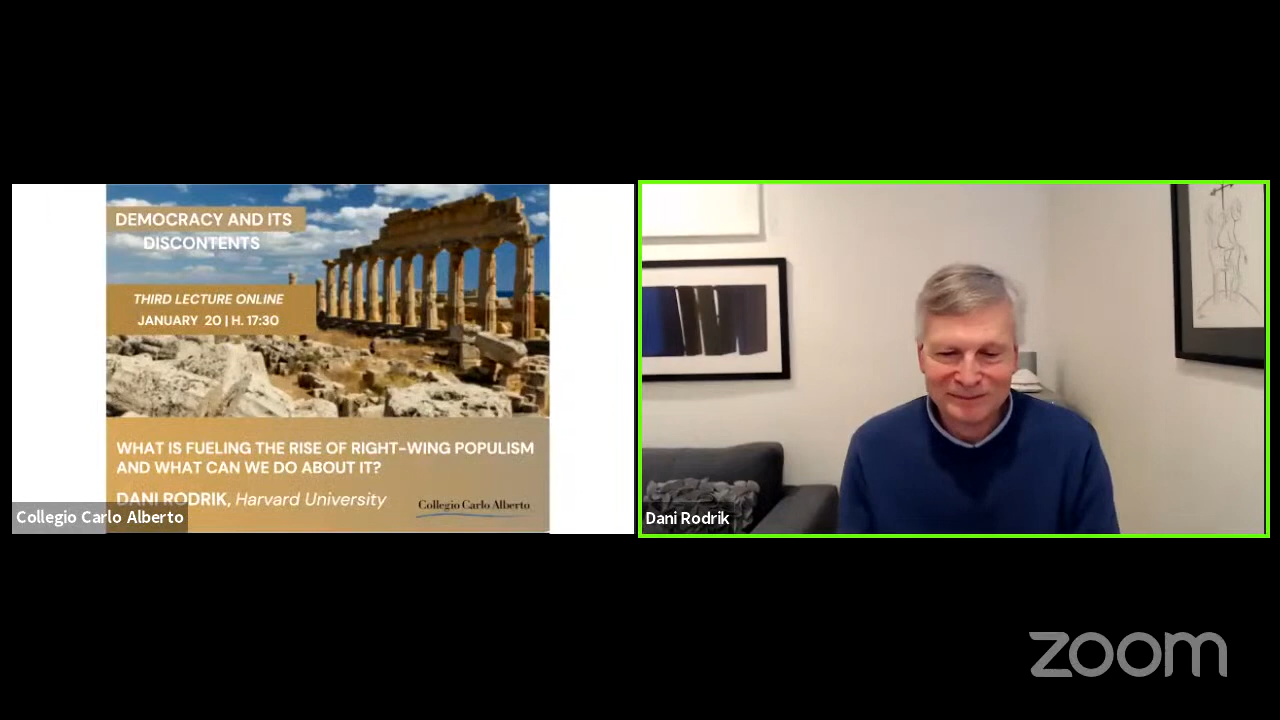 DEMOCRACY AND ITS
DISCONTENTS
THIRD LECTURE ONLINE
JANUARY 20 | H. 17:30
WHAT IS FUELING THE RISE OF RIGHT-WING POPULISM
AND WHAT CAN WE DO ABOUT IT?
DANI RODRIK, Harvard University
Collegio Carlo Alberto
Collegio Carlo Alberto
Dani Rodrik
zoom